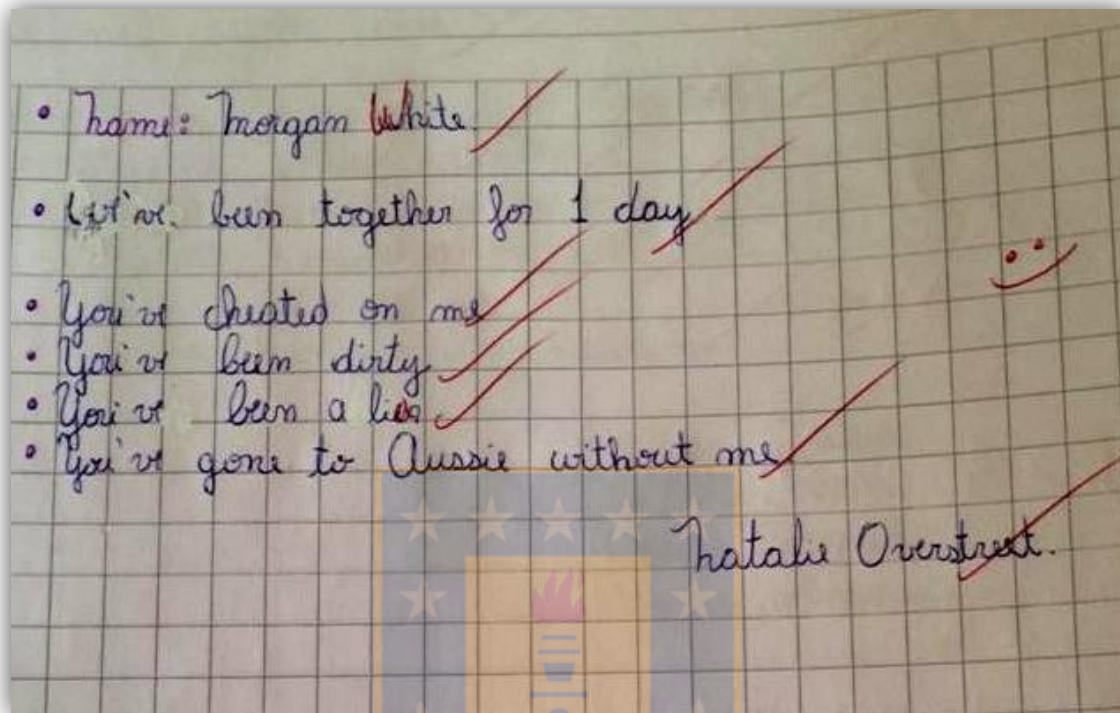 • Name: Morgan White.
• We've been together for 1 day
• You've cheated on me
• You've been dirty
• You've been a liar
• You've gone to Aussie without me
Natalie Overstreet.